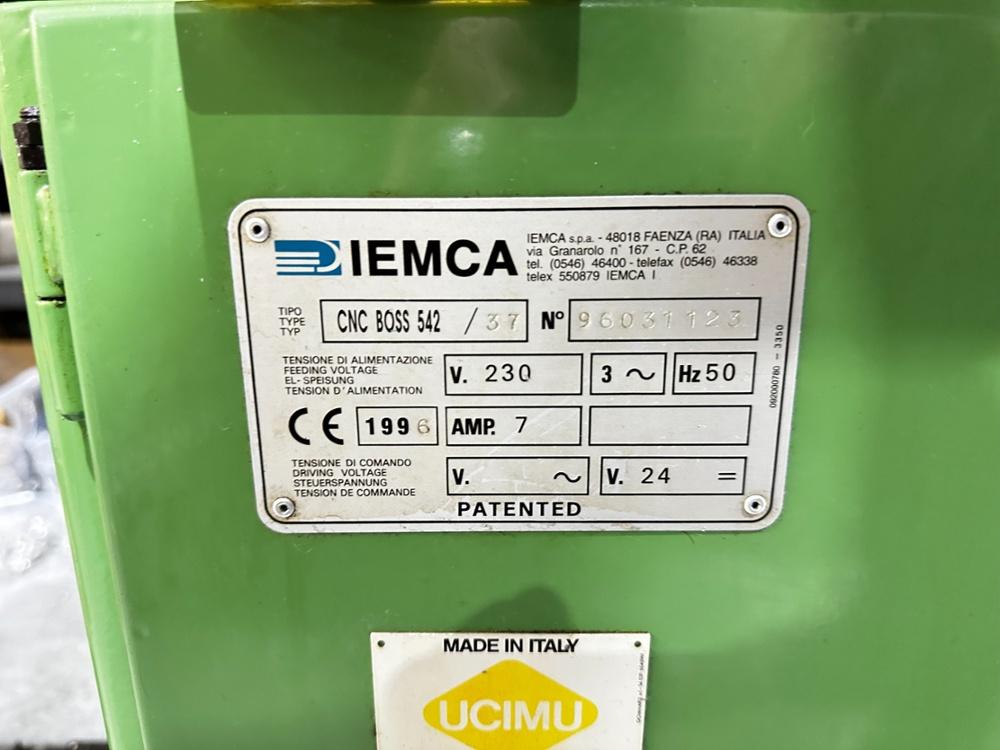 IEMCA
IEMCA s.p.a. - 48018 FAENZA (RA) ITALIA
via Granarolo n° 167 - C.P. 62
tel. (0546) 46400 - telefax (0546) 46338
telex 550879 IEMCA I
TIPO
TYPE
TYP
CNC BOSS 542 / 37 N° 96031123
TENSIONE DI ALIMENTAZIONE
FEEDING VOLTAGE
EL-SPEISUNG
TENSION D'ALIMENTATION
V. 230 3 ~ Hz 50
CE 1996 AMP. 7
TENSIONE DI COMANDO
DRIVING VOLTAGE
STEUERSPANNUNG
TENSION DE COMMANDE
V. ~ V. 24 =
PATENTED
092000780 - 3350
MADE IN ITALY
UCIMU